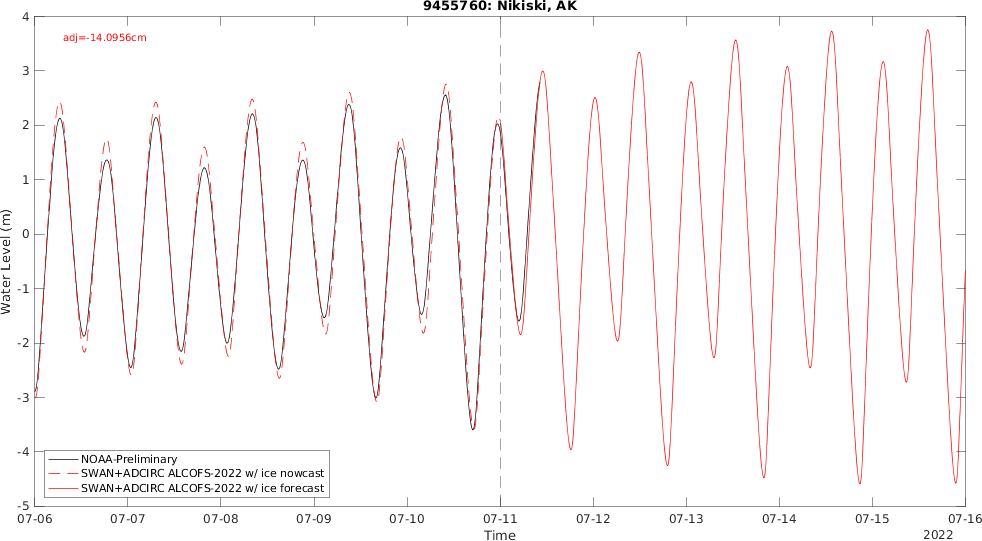 9455760: Nikiski, AK
adj=-14.0956cm
4
3
2
1
0
-1
-2
-3
-4
-5
Water Level (m)
NOAA-Preliminary
SWAN+ADCIRC ALCOFS-2022 w/ ice nowcast
SWAN+ADCIRC ALCOFS-2022 w/ ice forecast
07-06 07-07 07-08 07-09 07-10 07-11 07-12 07-13 07-14 07-15 07-16
Time
2022